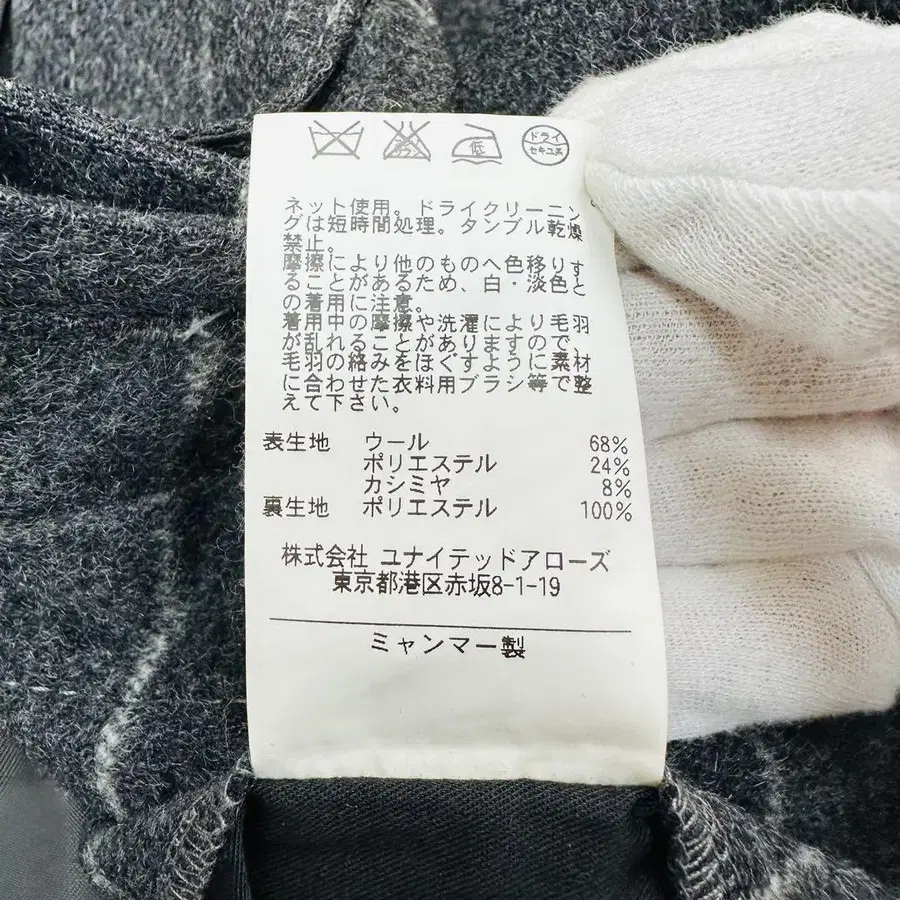 低 ドライ
セキユ系
ネット使用。ドライクリーニン
グは短時間処理。タンブル乾燥
禁止。
摩擦により他のものへ色移りす
ることがあるため、白・淡色と
の着用に注意。
着用中の摩擦や洗濯により毛羽
が乱れることがありますので、
毛羽の絡みをほぐすように素材
に合わせた衣料用ブラシ等で整
えて下さい。
表生地 ウール 68%
ポリエステル 24%
カシミヤ 8%
裏生地 ポリエステル 100%
株式会社 ユナイテッドアローズ
東京都港区赤坂8-1-19
ミャンマー製